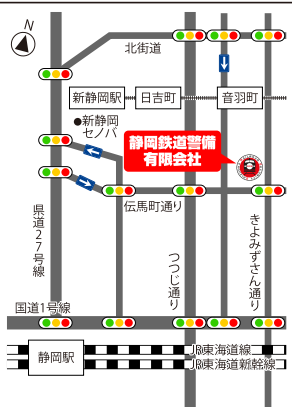 N
北街道
新静岡駅
日吉町
音羽町
●新静岡
セノバ
静岡鉄道警備
有限会社
伝馬町通り
県道27号線
つつじ通り
きよみずさん通り
国道1号線
静岡駅
JR東海道線
JR東海道新幹線